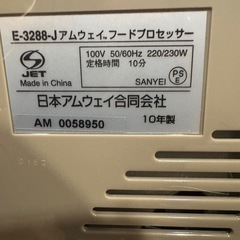 E-3288-J アムウェイ フードプロセッサー
100V 50/60Hz 220/230W
定格時間 10分
SANYEI
JET
Made in China
PSE
日本アムウェイ合同会社
AM 0058950
10年製